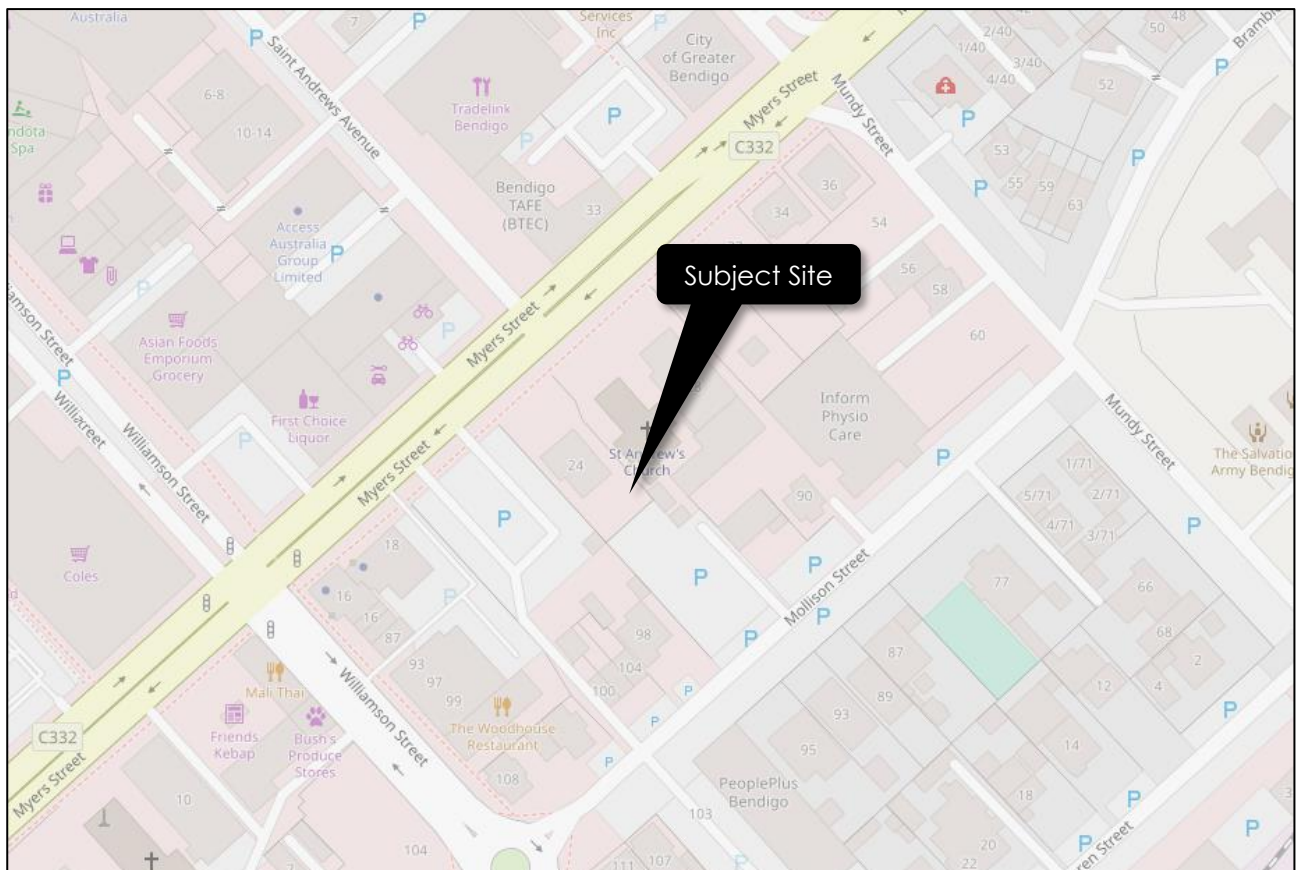 Australia
7
Services
Inc
City
of Greater
Bendigo
P
P
P
Saint Andrews Avenue
6-8
10-14
Tradelink
Bendigo
P
P
Myers Street
C332
Mundy Street
1/40
2/40
3/40
4/40
50
48
52
P
P
P
P
53
55
59
63
Spa
Bendigo
TAFE
(BTEC)
33
34
36
54
56
58
60
Access
Australia
Group
Limited
P
P
Subject Site
Myers Street
Asian Foods
Emporium
Grocery
P
First Choice
Liquor
P
P
Williamson Street
Myers Street
St Andrew's
Church
24
Inform
Physio
Care
90
P
Mundy Street
The Salvatio
Army Bendig
1/71
2/71
3/71
4/71
5/71
P
Coles
18
16
16
87
P
P
P
P
P
P
Mollison Street
77
66
68
2
4
12
14
93
97
99
98
104
100
P
P
P
87
89
93
95
Mali Thai
Friends
Kebap
Bush's
Produce
Stores
Williamson Street
The Woodhouse
Restaurant
108
PeoplePlus
Bendigo
103
C332
Myers Street
10
104
111
107
P
18
20
22
P
P
P
ren Street